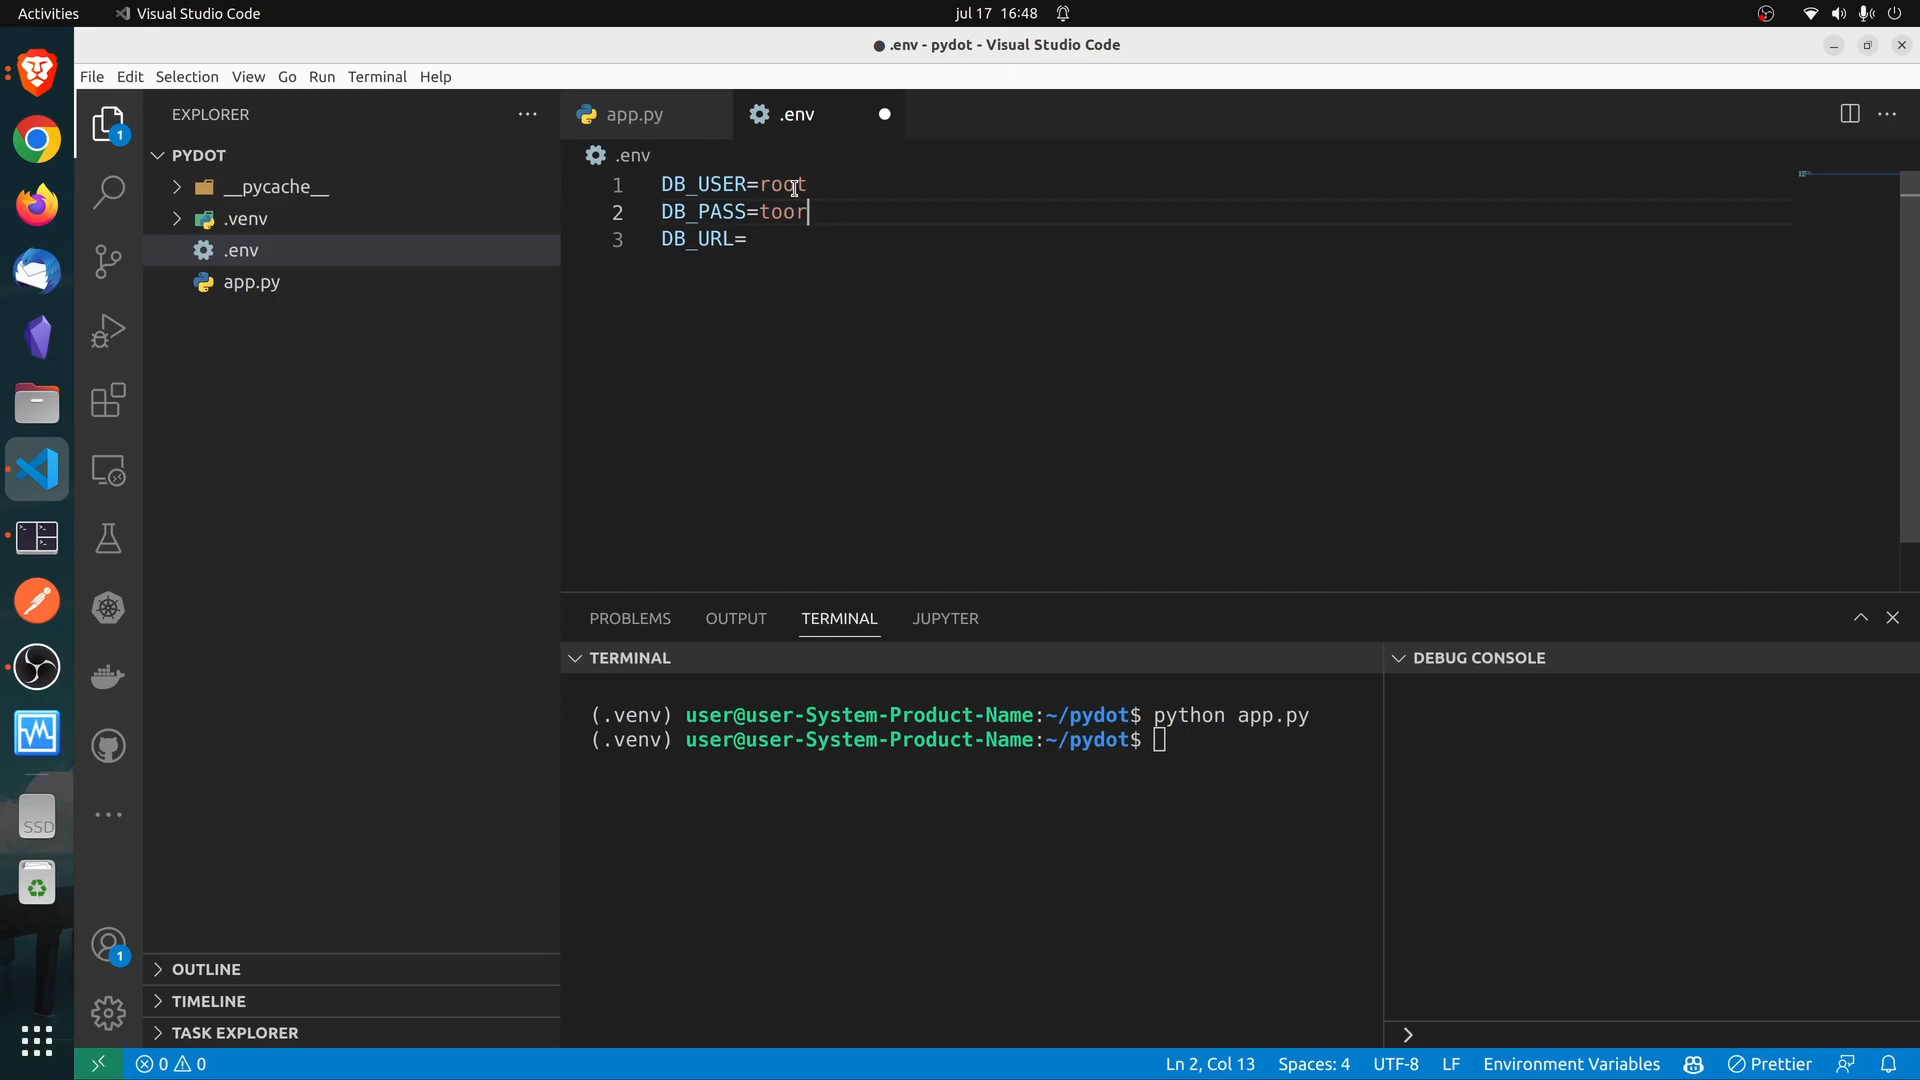 Activities
Visual Studio Code
jul 17 16:48
.env - pydot - Visual Studio Code
File Edit Selection View Go Run Terminal Help
EXPLORER
PYDOT
__pycache__
.venv
.env
app.py
OUTLINE
TIMELINE
TASK EXPLORER
1
1
SSD
app.py
.env
.env
1 DB_USER=root
2 DB_PASS=toor
3 DB_URL=
PROBLEMS OUTPUT TERMINAL JUPYTER
TERMINAL
(.venv) user@user-System-Product-Name:~/pydot$ python app.py
(.venv) user@user-System-Product-Name:~/pydot$
DEBUG CONSOLE
0 0
Ln 2, Col 13 Spaces: 4 UTF-8 LF Environment Variables Prettier